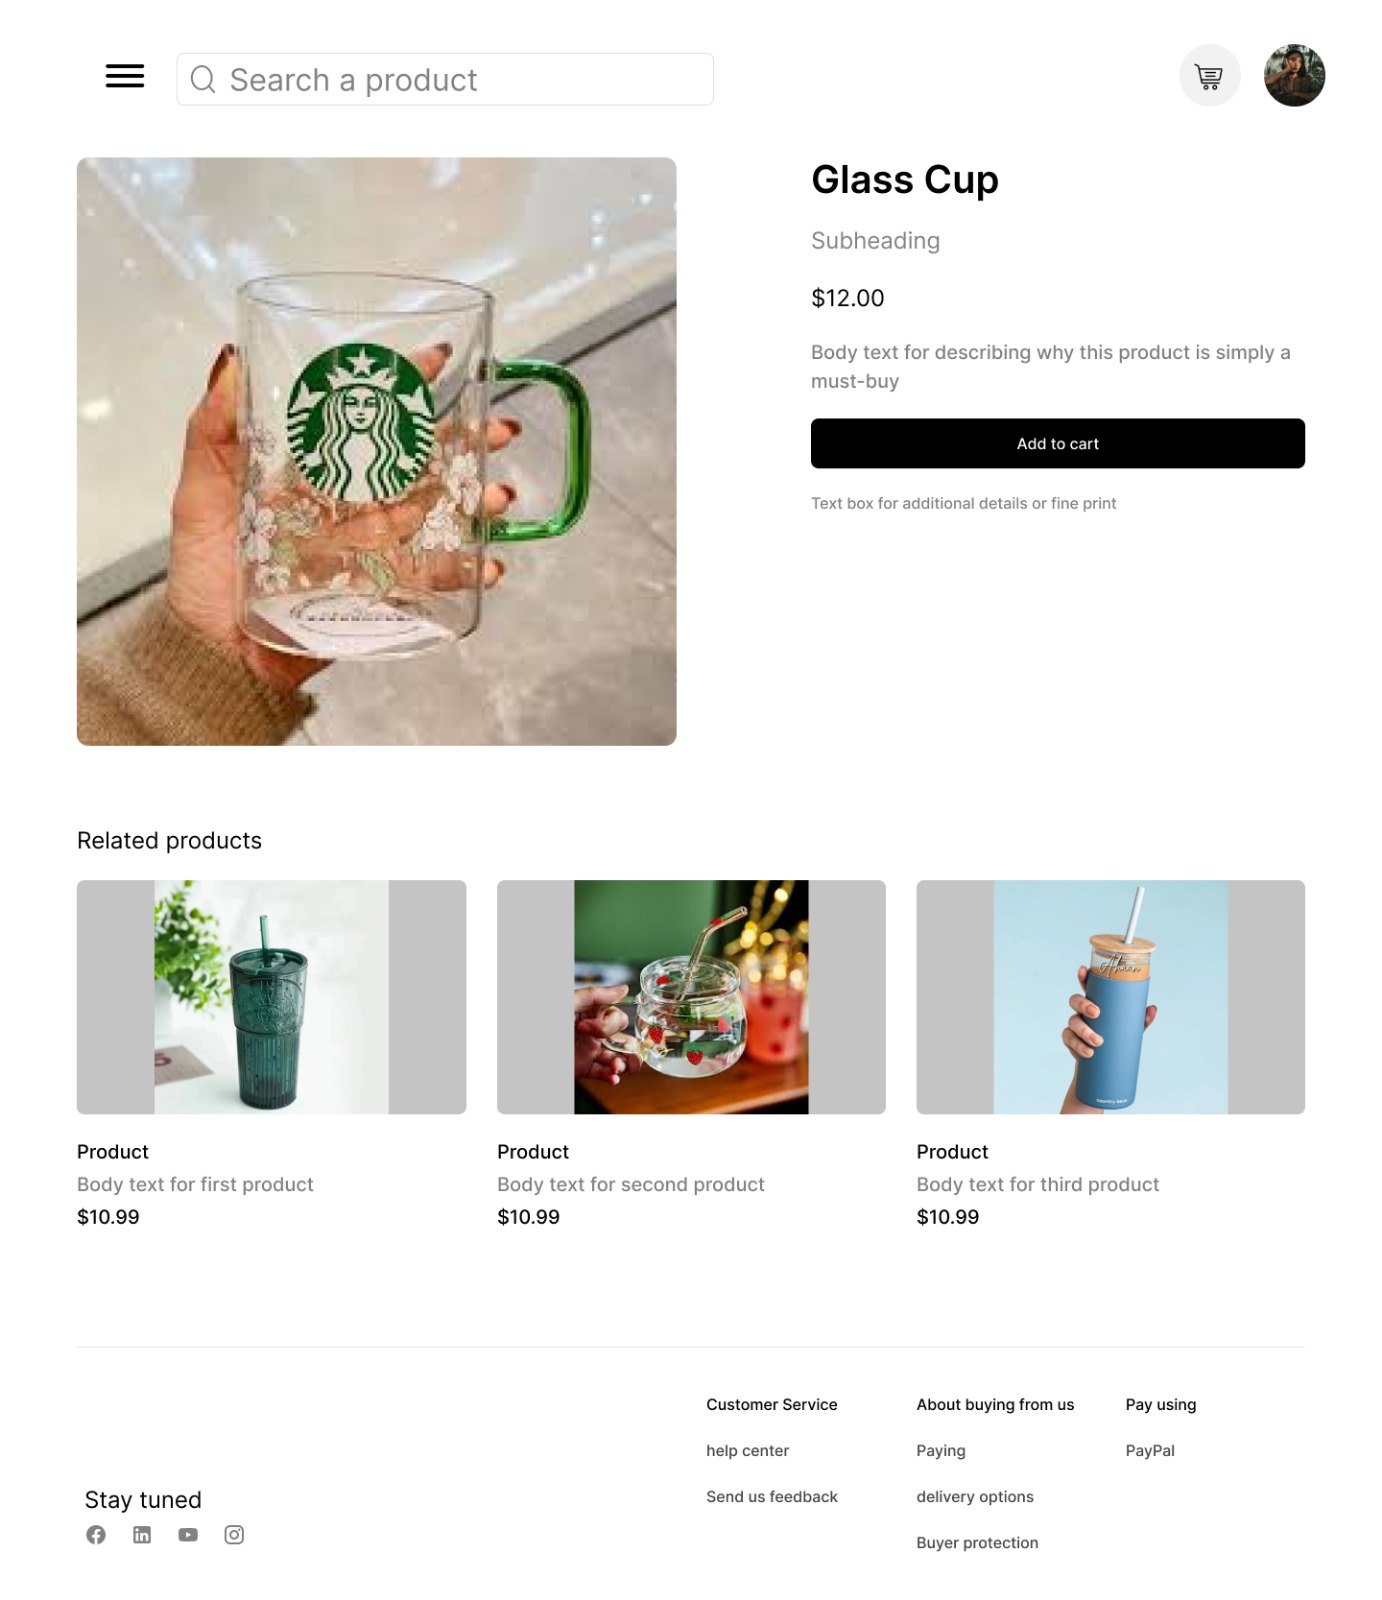 Search a product
Glass Cup
Subheading
$12.00
Body text for describing why this product is simply a
must-buy
Add to cart
Text box for additional details or fine print
Related products
Product
Body text for first product
$10.99
Product
Body text for second product
$10.99
Product
Body text for third product
$10.99
Customer Service
help center
Send us feedback
About buying from us
Paying
delivery options
Buyer protection
Pay using
PayPal
Stay tuned